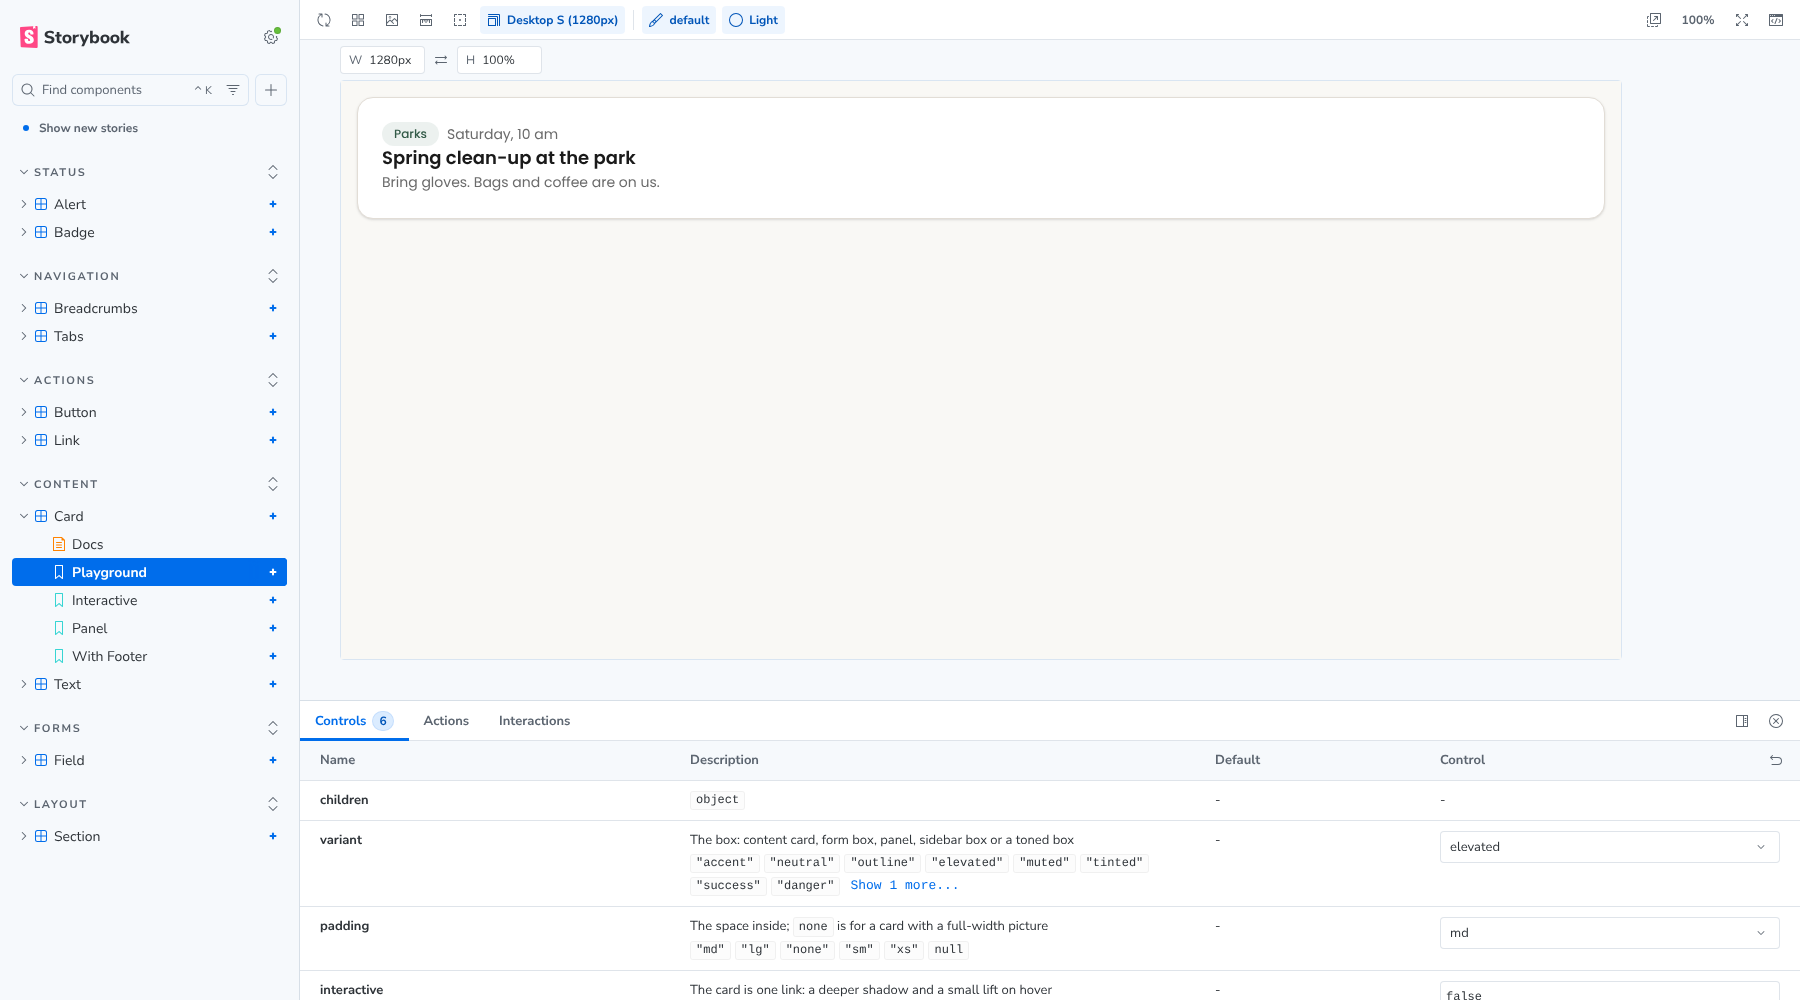 Storybook
Find components
^ K
Show new stories
STATUS
Alert
Badge
NAVIGATION
Breadcrumbs
Tabs
ACTIONS
Button
Link
CONTENT
Card
Docs
Playground
Interactive
Panel
With Footer
Text
FORMS
Field
LAYOUT
Section
Desktop S (1280px)
default
Light
100%
W 1280px
H 100%
Parks Saturday, 10 am
Spring clean-up at the park
Bring gloves. Bags and coffee are on us.
Controls 6 Actions Interactions
Name Description Default Control
children object - -
variant The box: content card, form box, panel, sidebar box or a toned box - elevated
"accent" "neutral" "outline" "elevated" "muted" "tinted"
"success" "danger" Show 1 more...
padding The space inside; none is for a card with a full-width picture - md
"md" "lg" "none" "sm" "xs" null
interactive The card is one link: a deeper shadow and a small lift on hover - false